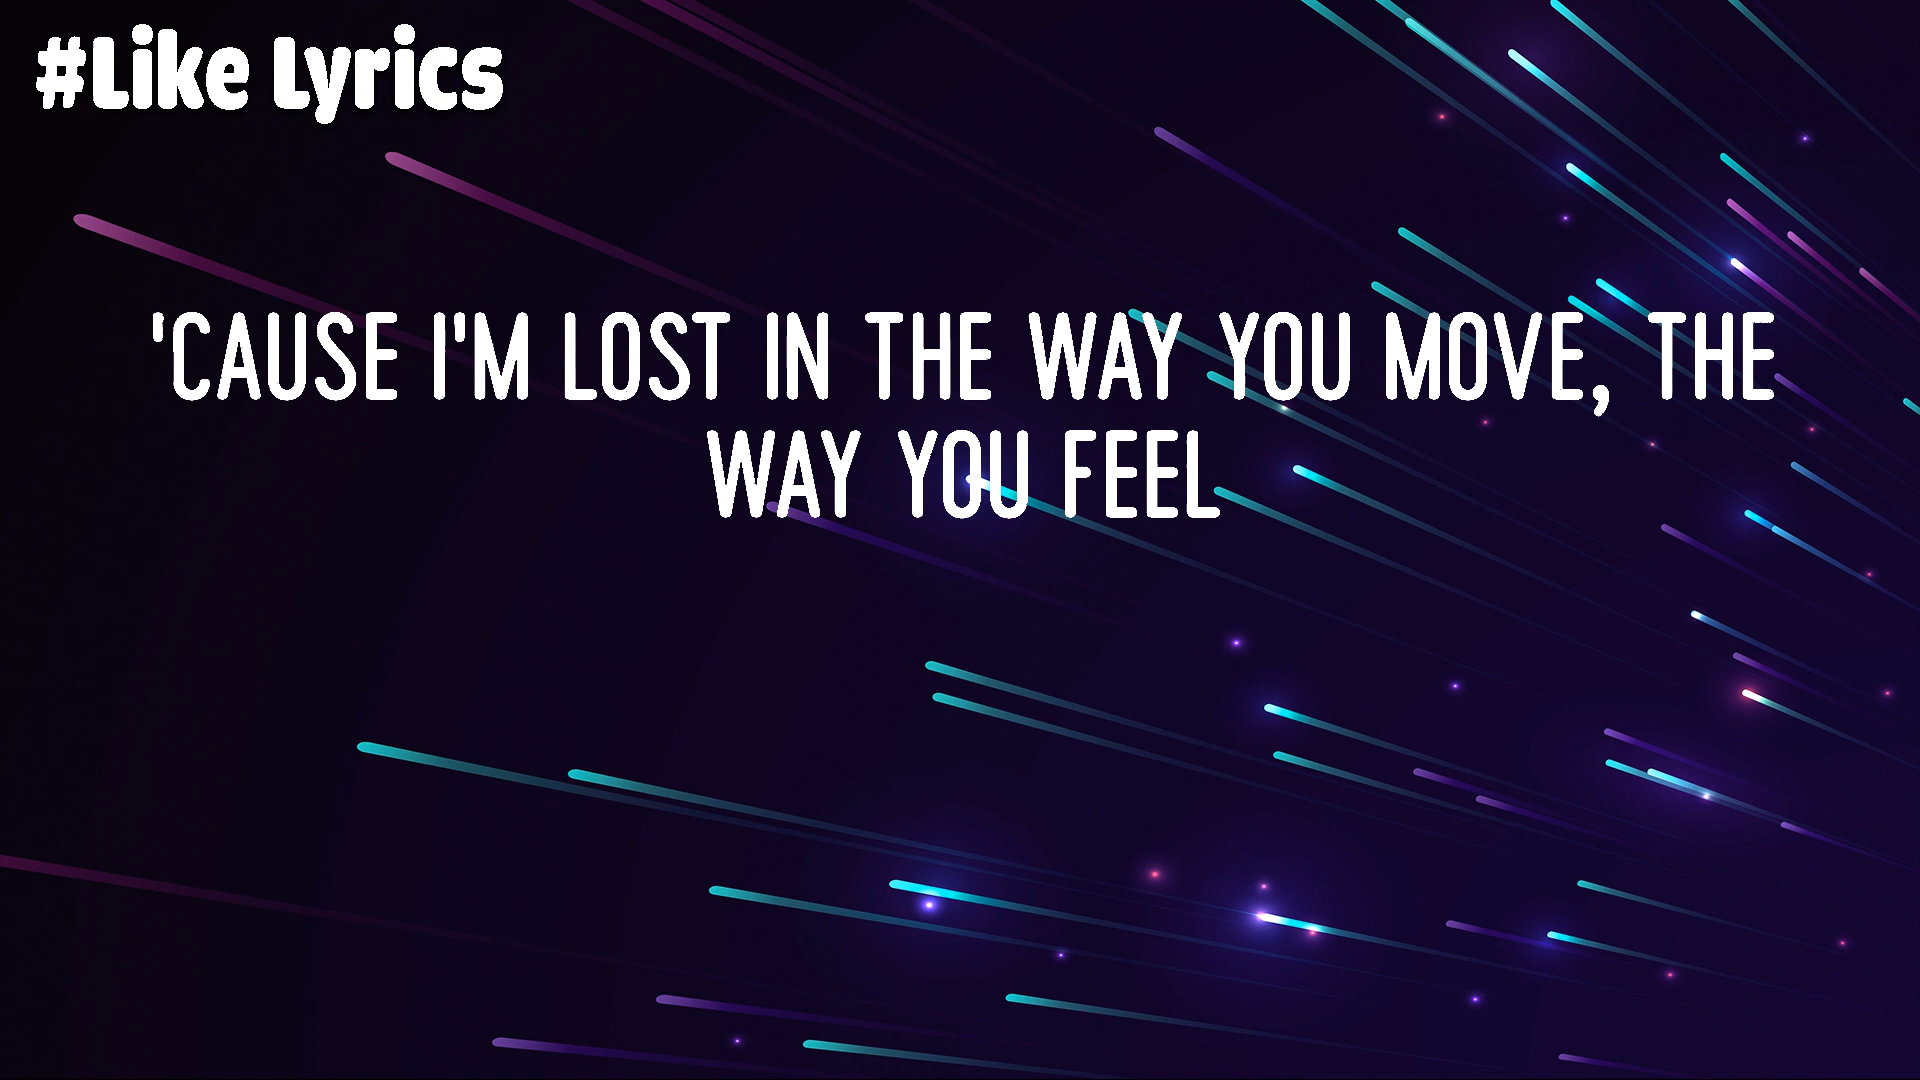 #Like Lyrics
'CAUSE I'M LOST IN THE WAY YOU MOVE, THE
WAY YOU FEEL